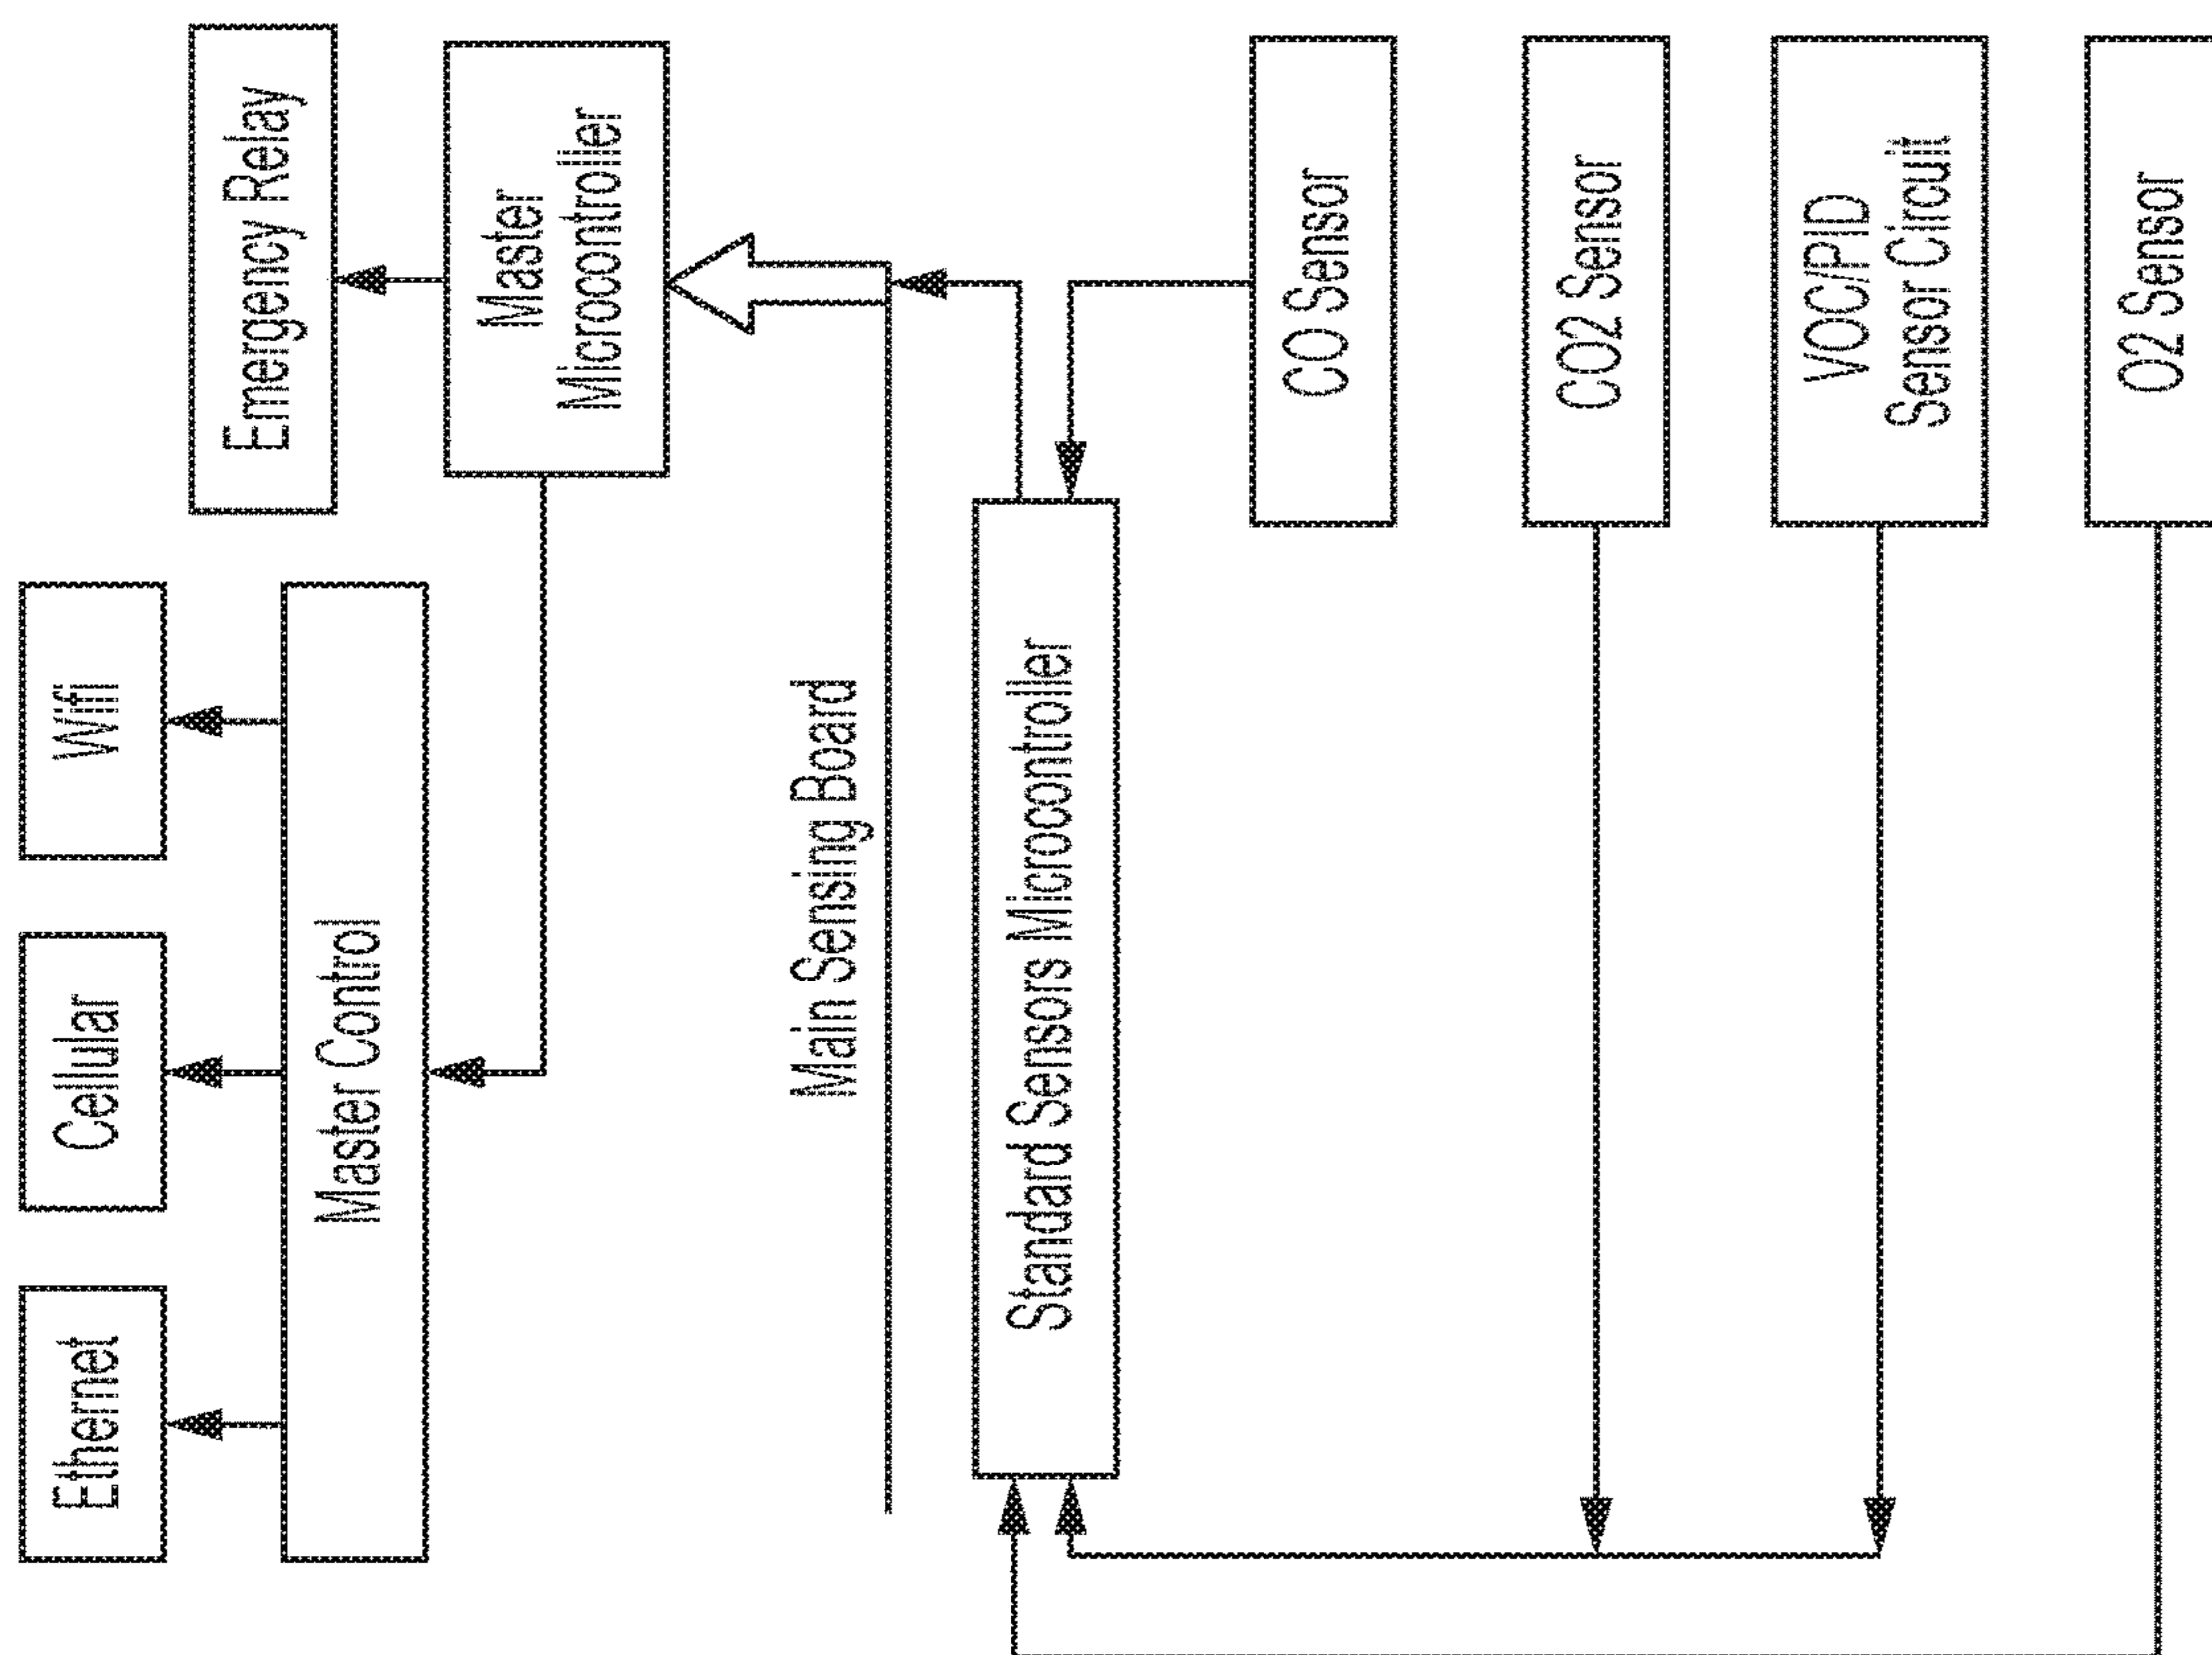 Ethernet
Cellular
Wifi
Emergency Relay
Master Control
Master
Microcontroller
Main Sensing Board
Standard Sensors Microcontroller
CO Sensor
CO2 Sensor
VOC/PID
Sensor Circuit
O2 Sensor